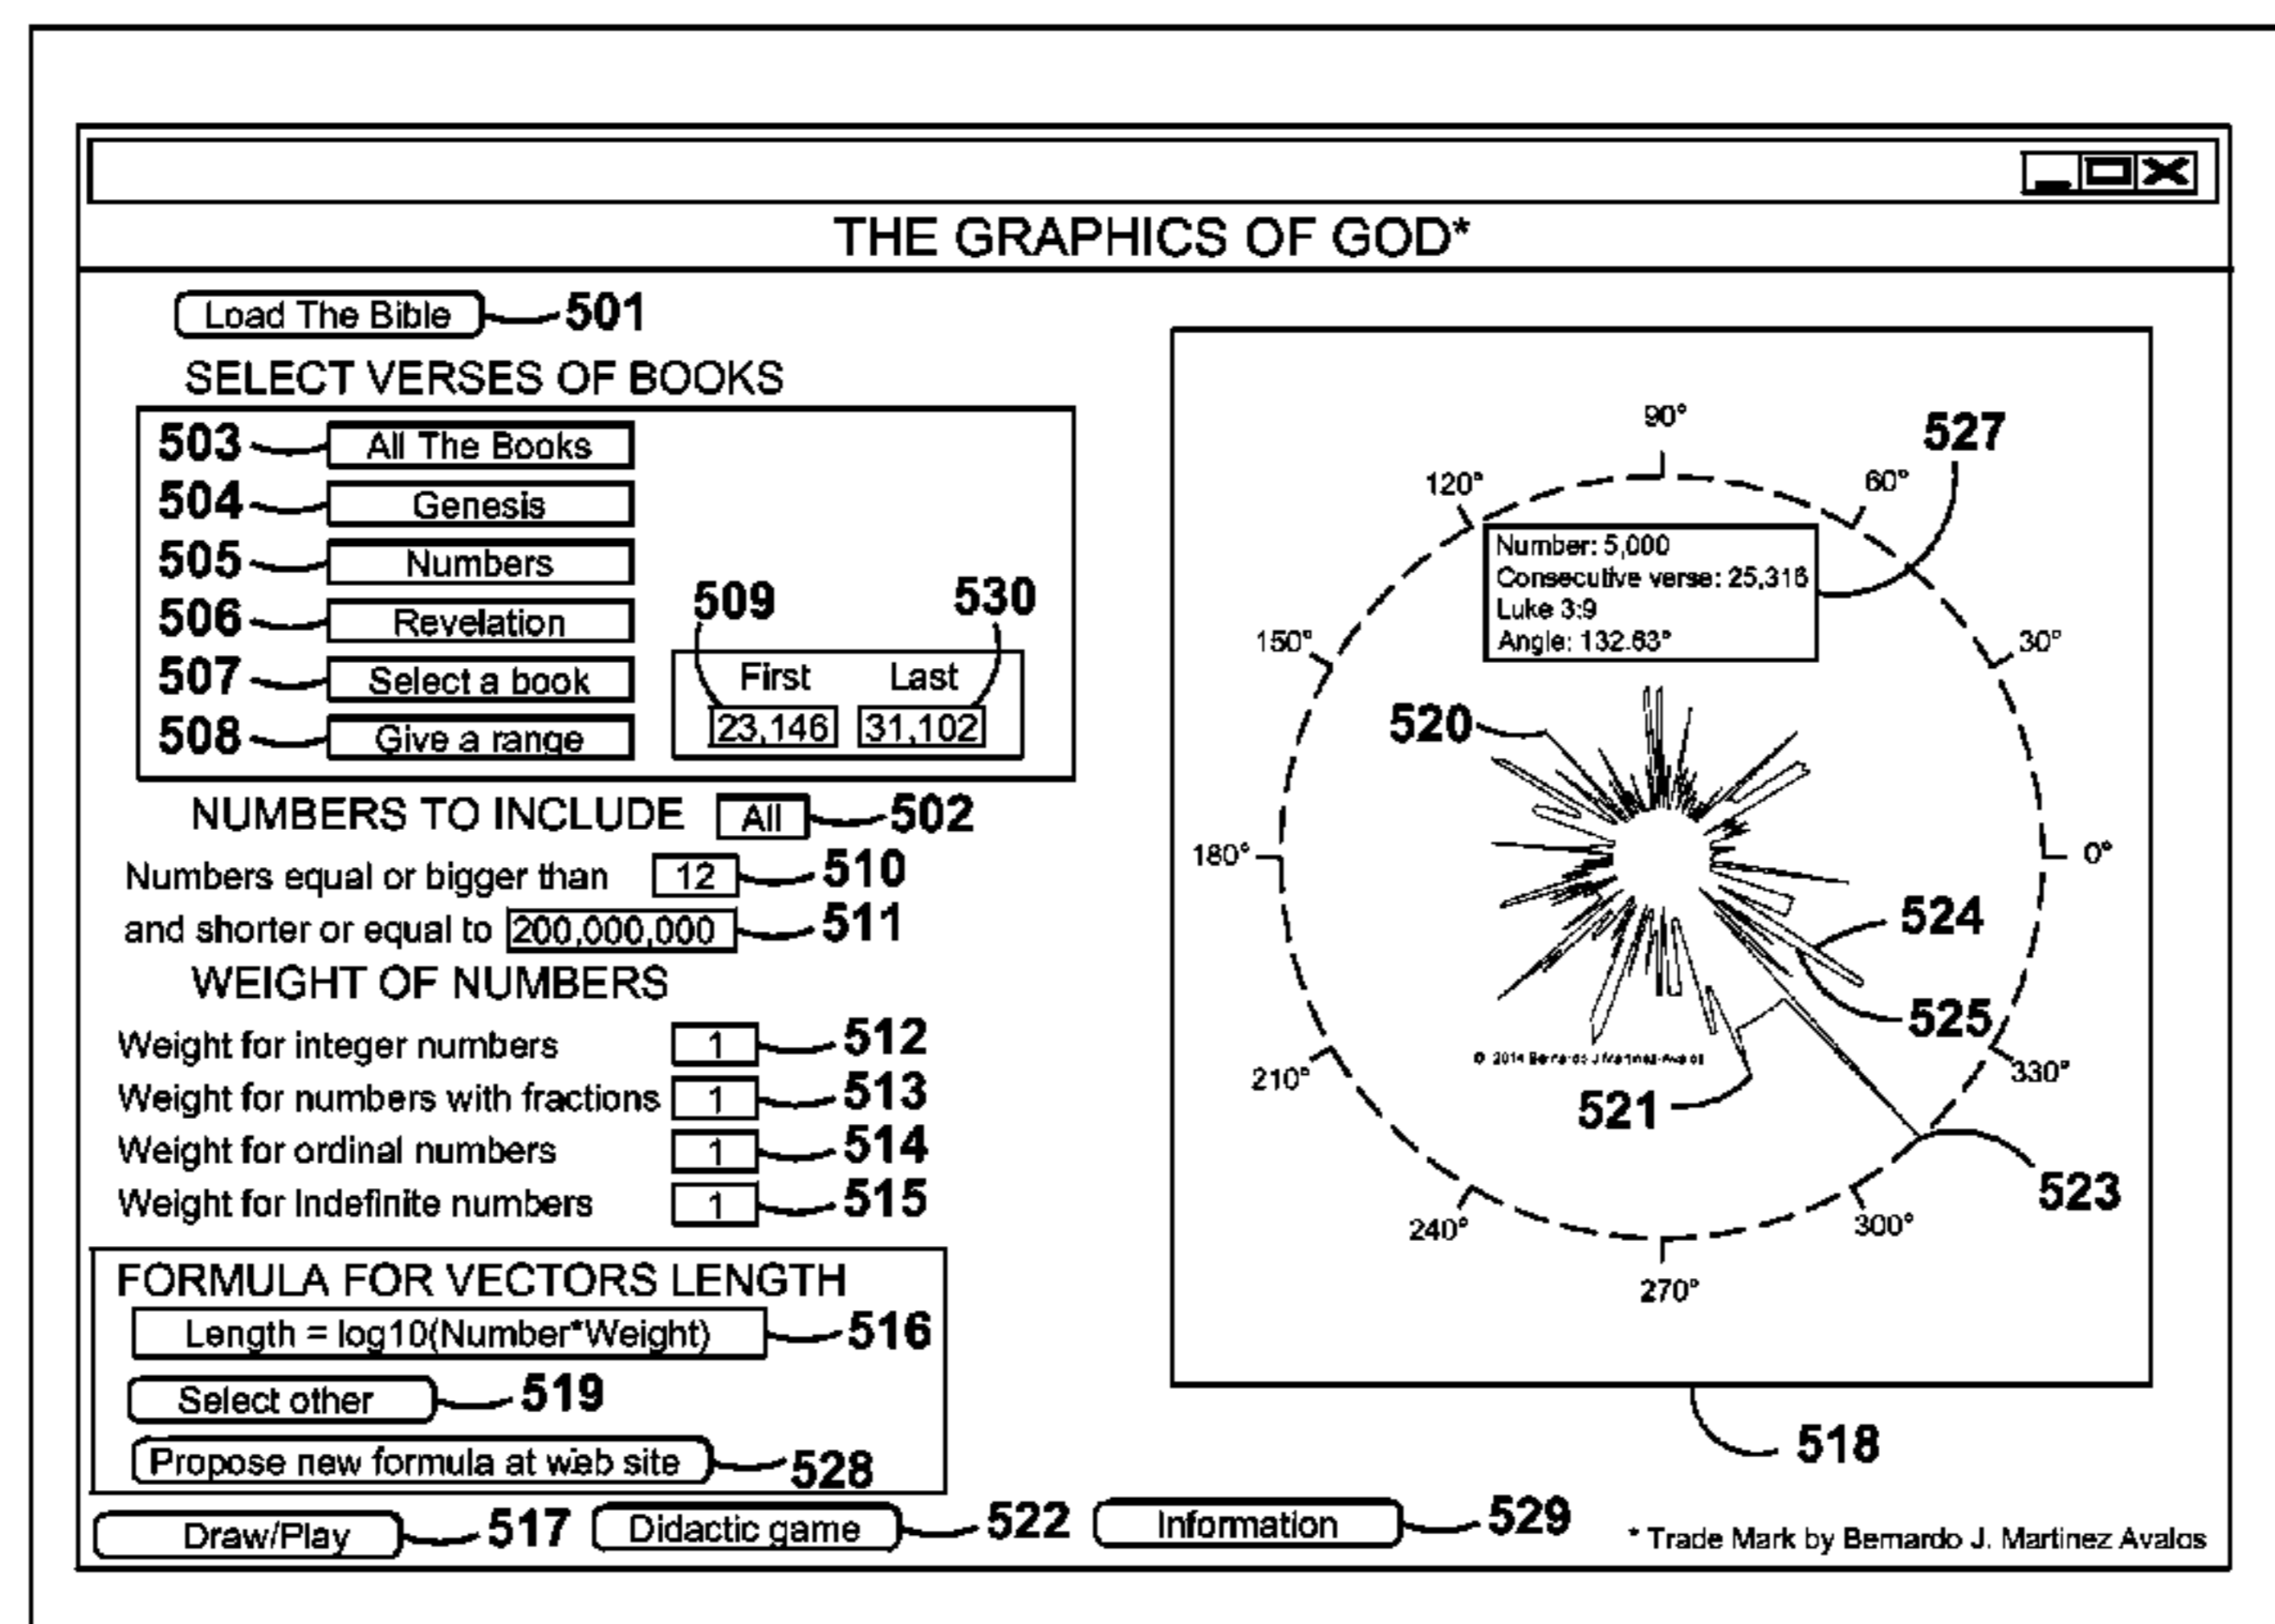 THE GRAPHICS OF GOD*
Load The Bible 501
SELECT VERSES OF BOOKS
503 All The Books
504 Genesis
505 Numbers
506 Revelation
507 Select a book
508 Give a range
509 530
First Last
23,146 31,102
NUMBERS TO INCLUDE All 502
Numbers equal or bigger than 12 510
and shorter or equal to 200,000,000 511
WEIGHT OF NUMBERS
Weight for integer numbers 1 512
Weight for numbers with fractions 1 513
Weight for ordinal numbers 1 514
Weight for Indefinite numbers 1 515
FORMULA FOR VECTORS LENGTH
Length = log10(Number*Weight) 516
Select other 519
Propose new formula at web site 528
Draw/Play 517 Didactic game 522 Information 529
90°
527
120° 60°
Number: 5,000
Consecutive verse: 25,316
Luke 3:9
Angle: 132.63°
150° 30°
520
180° 0°
524
525
© 2014 Bernardo J Martinez-Avalos
210° 330°
521
523
240° 300°
270°
518
* Trade Mark by Bernardo J. Martinez Avalos